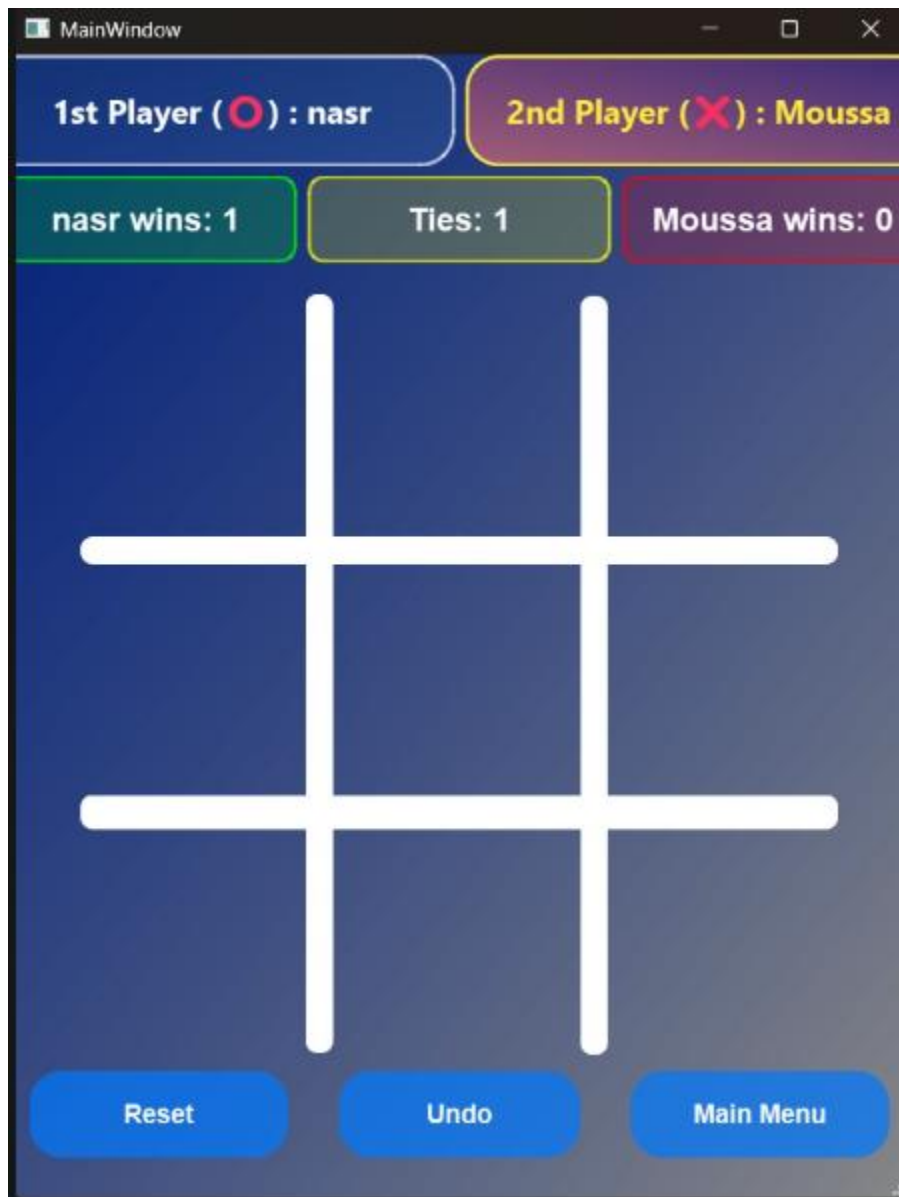 MainWindow
1st Player (⭕) : nasr
2nd Player (❌) : Moussa
nasr wins: 1
Ties: 1
Moussa wins: 0
Reset
Undo
Main Menu